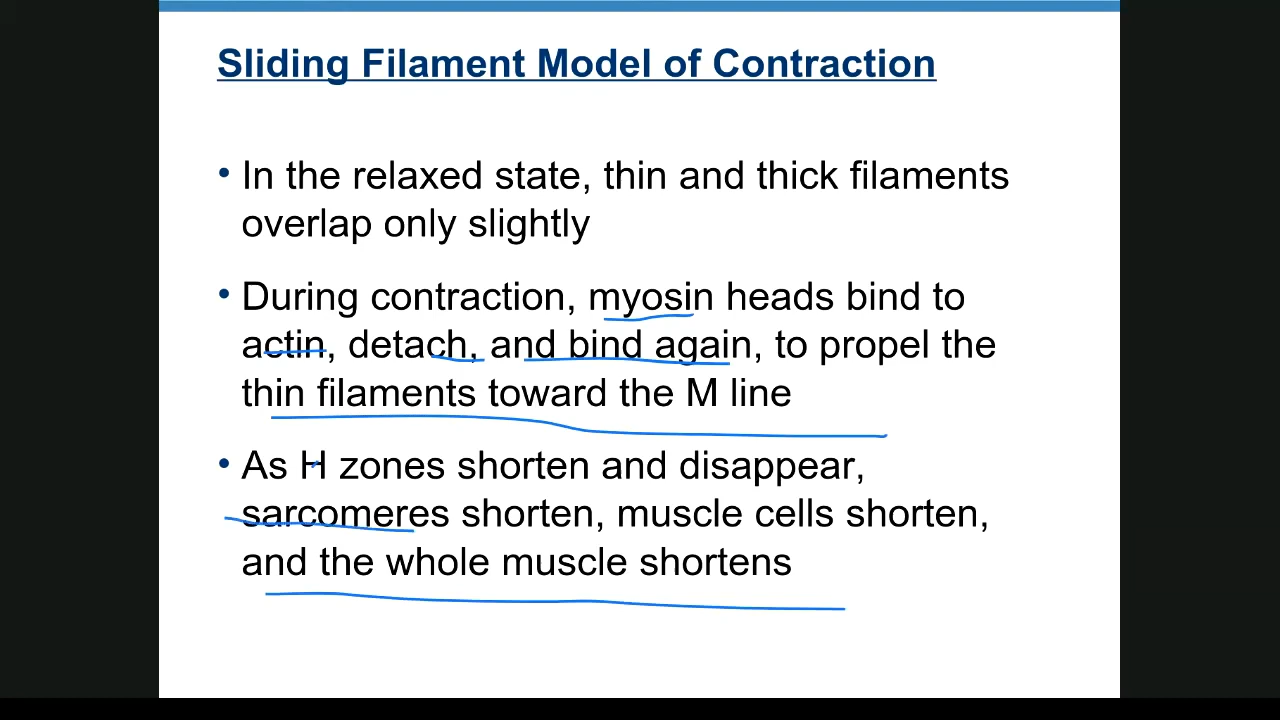 Sliding Filament Model of Contraction
• In the relaxed state, thin and thick filaments
overlap only slightly
• During contraction, myosin heads bind to
actin, detach, and bind again, to propel the
thin filaments toward the M line
• As H zones shorten and disappear,
sarcomeres shorten, muscle cells shorten,
and the whole muscle shortens